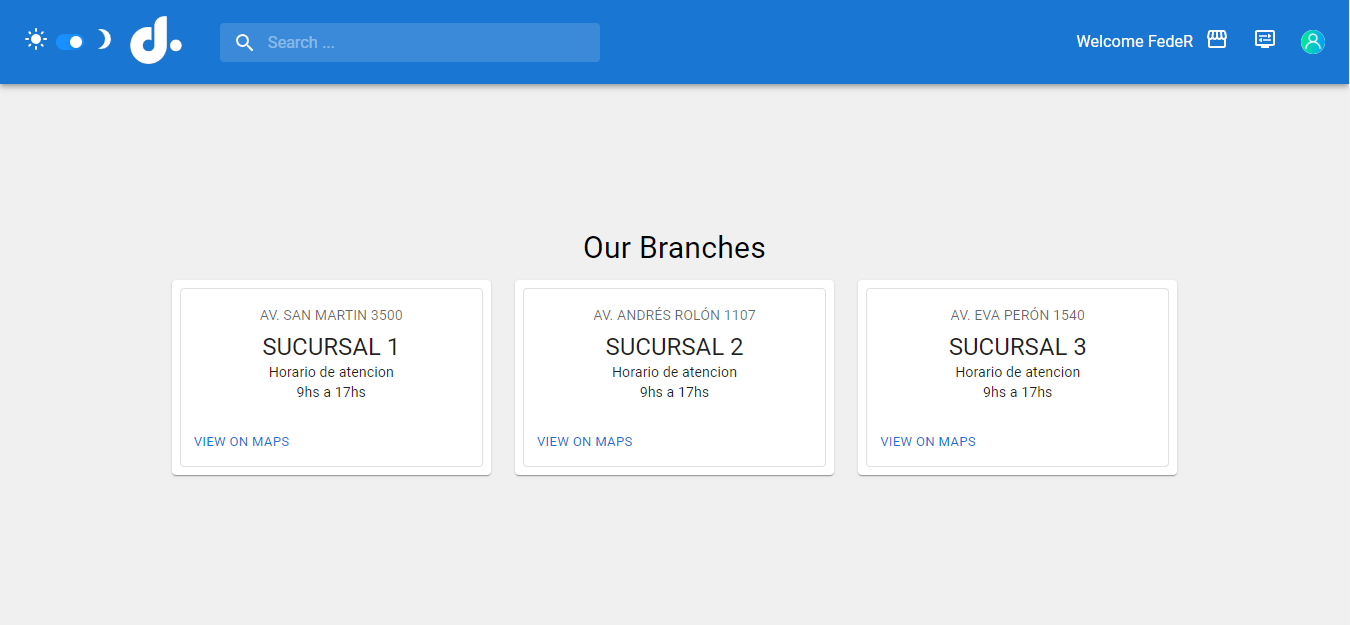 d.
Search ...
Welcome FedeR
Our Branches
AV. SAN MARTIN 3500
SUCURSAL 1
Horario de atencion
9hs a 17hs
VIEW ON MAPS
AV. ANDRÉS ROLÓN 1107
SUCURSAL 2
Horario de atencion
9hs a 17hs
VIEW ON MAPS
AV. EVA PERÓN 1540
SUCURSAL 3
Horario de atencion
9hs a 17hs
VIEW ON MAPS